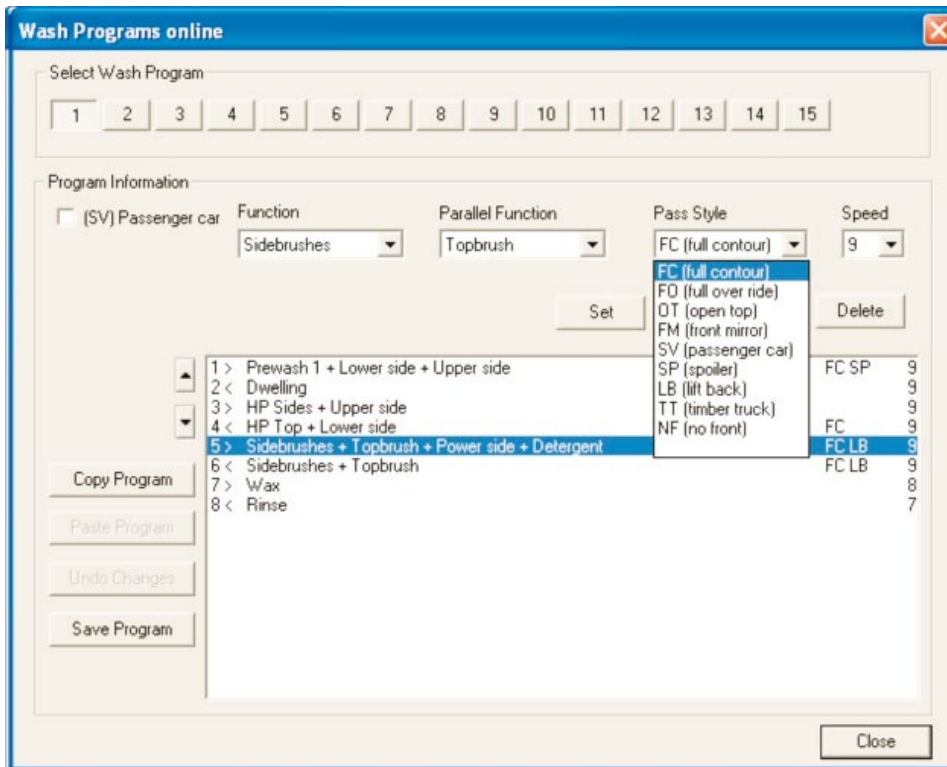 Wash Programs online
Select Wash Program
1 2 3 4 5 6 7 8 9 10 11 12 13 14 15
Program Information
(SV) Passenger car
Function
Parallel Function
Pass Style
Speed
Sidebrushes
Topbrush
FC (full contour)
9
FC (full contour)
FO (full over ride)
OT (open top)
FM (front mirror)
SV (passenger car)
SP (spoiler)
LB (lift back)
TT (timber truck)
NF (no front)
Set
Delete
1 > Prewash 1 + Lower side + Upper side FC SP 9
2 < Dwelling 9
3 > HP Sides + Upper side 9
4 < HP Top + Lower side FC 9
5 > Sidebrushes + Topbrush + Power side + Detergent FC LB 9
6 < Sidebrushes + Topbrush FC LB 9
7 > Wax 8
8 < Rinse 7
Copy Program
Paste Program
Undo Changes
Save Program
Close